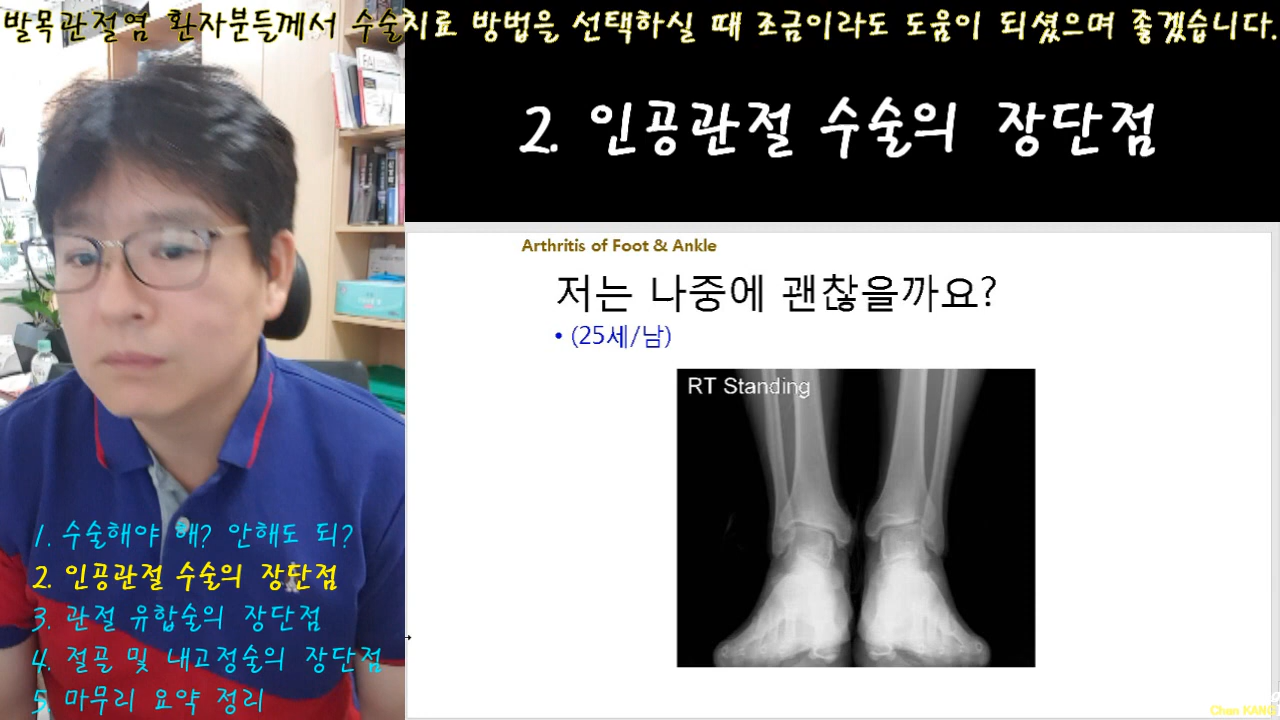 발목관절염 환자분들께서 수술치료 방법을 선택하실 때 조금이라도 도움이 되셨으며 좋겠습니다.
2. 인공관절 수술의 장단점
Arthritis of Foot & Ankle
저는 나중에 괜찮을까요?
• (25세/남)
RT Standing
1. 수술해야 해? 안해도 되?
2. 인공관절 수술의 장단점
3. 관절 유합술의 장단점
4. 절골 및 내고정술의 장단점
5. 마무리 요약 정리
Chan KANG